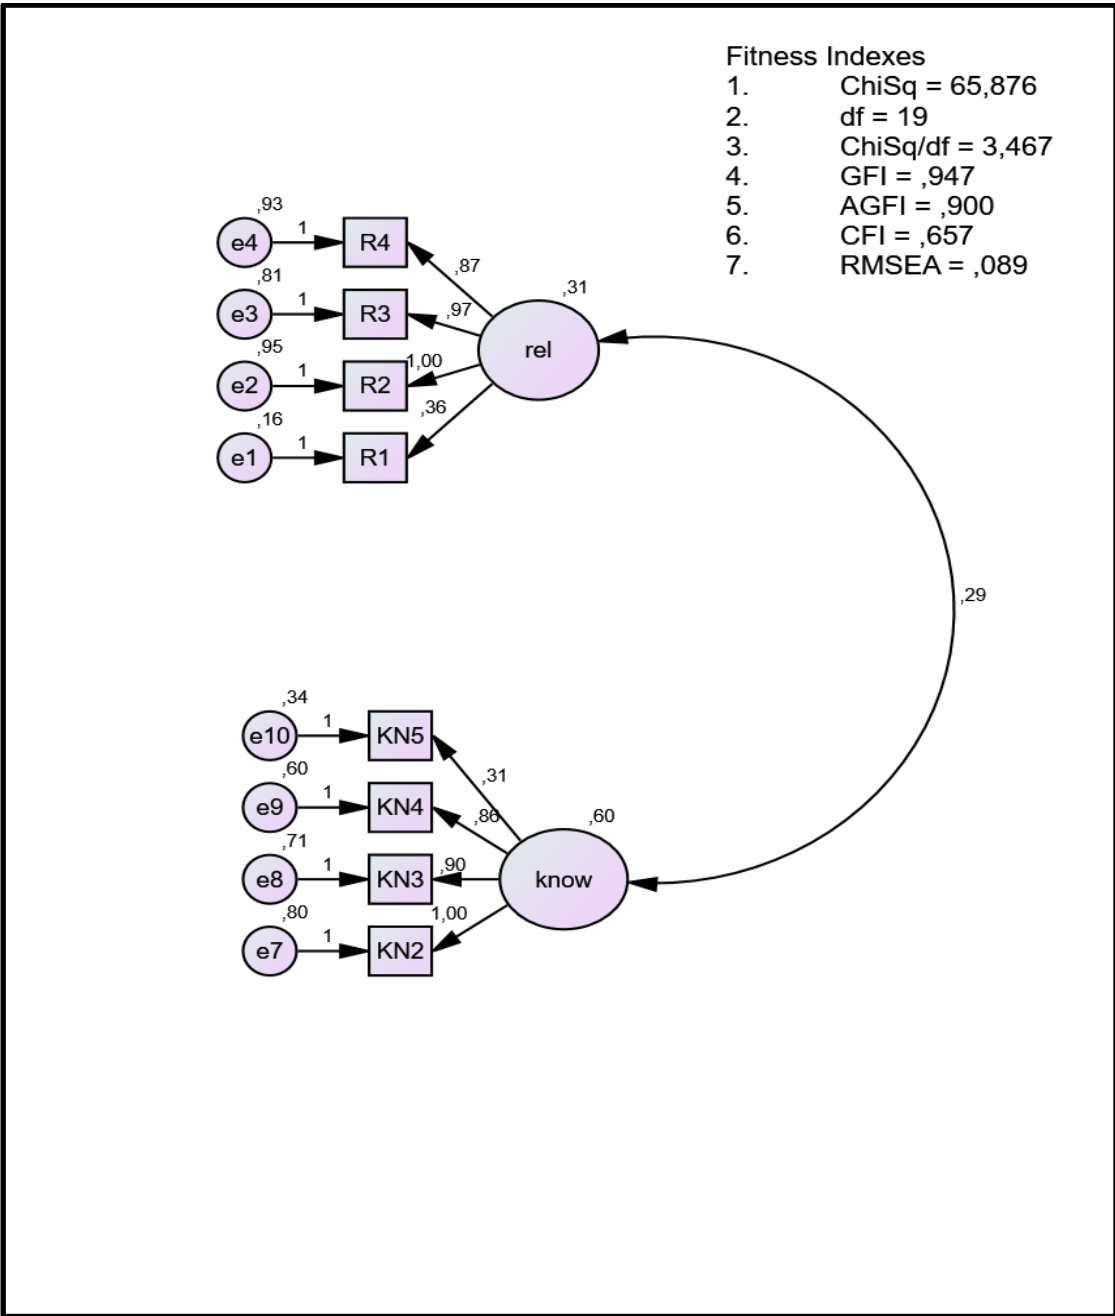 Fitness Indexes
1. ChiSq = 65,876
2. df = 19
3. ChiSq/df = 3,467
4. GFI = ,947
5. AGFI = ,900
6. CFI = ,657
7. RMSEA = ,089
,93
e4 1 R4
,87
,81
e3 1 R3
,97
,31
rel
,95
e2 1 R2
1,00
,16
e1 1 R1
,36
,29
,34
e10 1 KN5
,31
,60
e9 1 KN4
,86
,60
know
,71
e8 1 KN3
,90
,80
e7 1 KN2
1,00